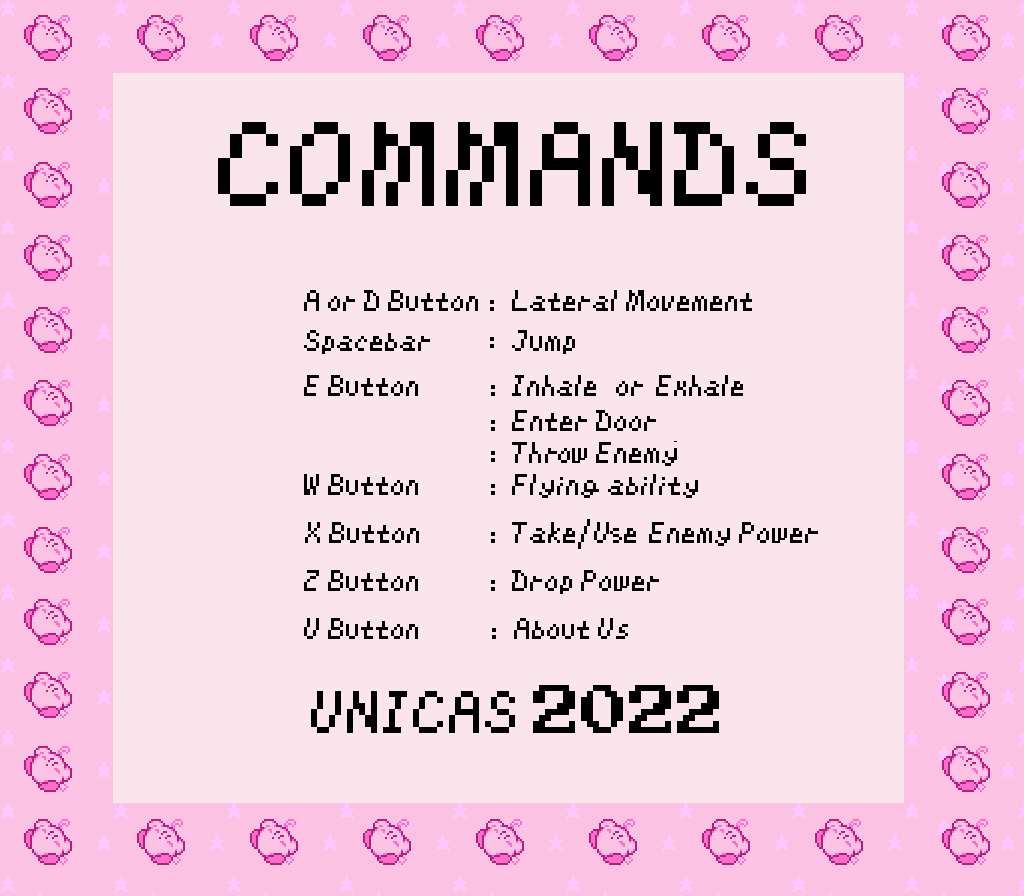 COMMANDS
A or D Button : Lateral Movement
Spacebar : Jump
E Button : Inhale or Exhale
: Enter Door
: Throw Enemy
W Button : Flying ability
X Button : Take/Use Enemy Power
Z Button : Drop Power
U Button : About Us
UNICAS 2022